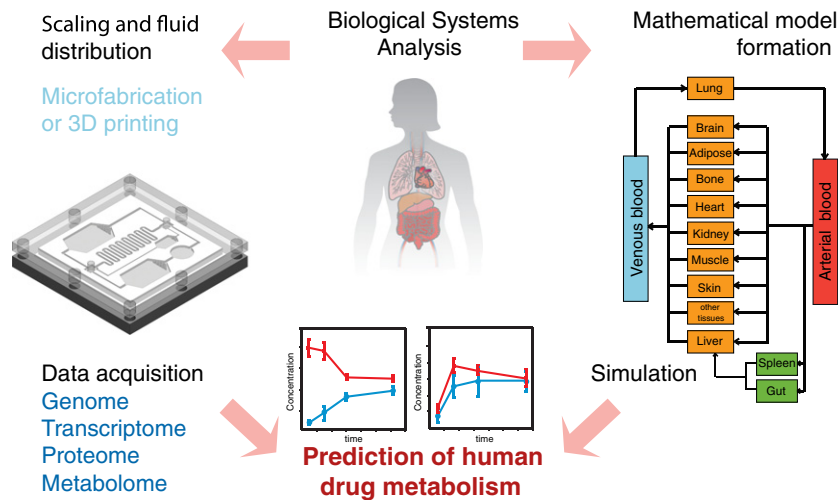 Scaling and fluid
distribution
Microfabrication
or 3D printing
Biological Systems
Analysis
Mathematical model
formation
Lung
Brain
Adipose
Bone
Heart
Kidney
Muscle
Skin
other
tissues
Liver
Spleen
Gut
Venous blood
Arterial blood
Data acquisition
Genome
Transcriptome
Proteome
Metabolome
Concentration
time
Concentration
time
Simulation
Prediction of human
drug metabolism